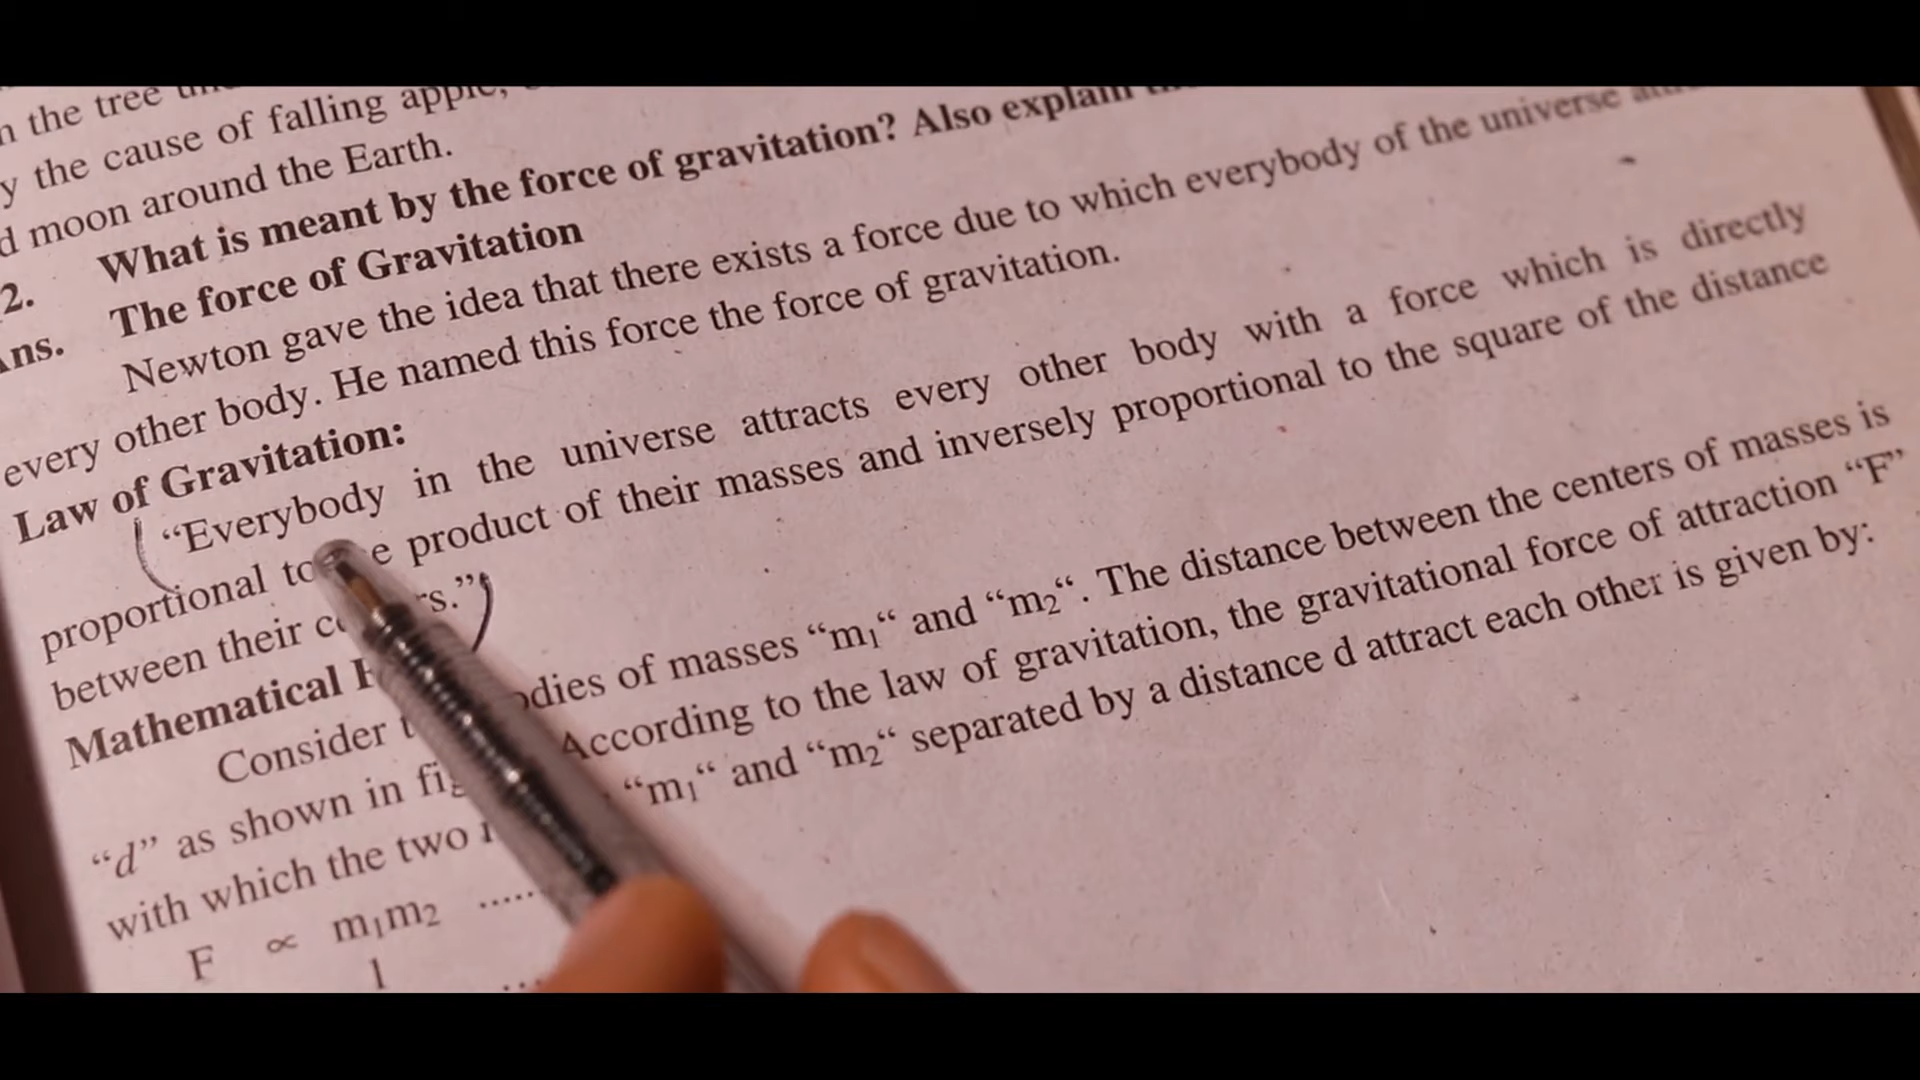 n the tree
y the cause of falling apple,
d moon around the Earth.
2. What is meant by the force of gravitation? Also explain
Ans. The force of Gravitation
Newton gave the idea that there exists a force due to which everybody of the universe
every other body. He named this force the force of gravitation.
Law of Gravitation:
“Everybody in the universe attracts every other body with a force which is directly
proportional to product of their masses and inversely proportional to the square of the distance
between their
Mathematical
Consider bodies of masses “m₁“ and “m₂“. The distance between the centers of masses is
“d” as shown in According to the law of gravitation, the gravitational force of attraction “F”
with which the two “m₁“ and “m₂“ separated by a distance d attract each other is given by:
F ∝ m₁m₂ ......
1 ...